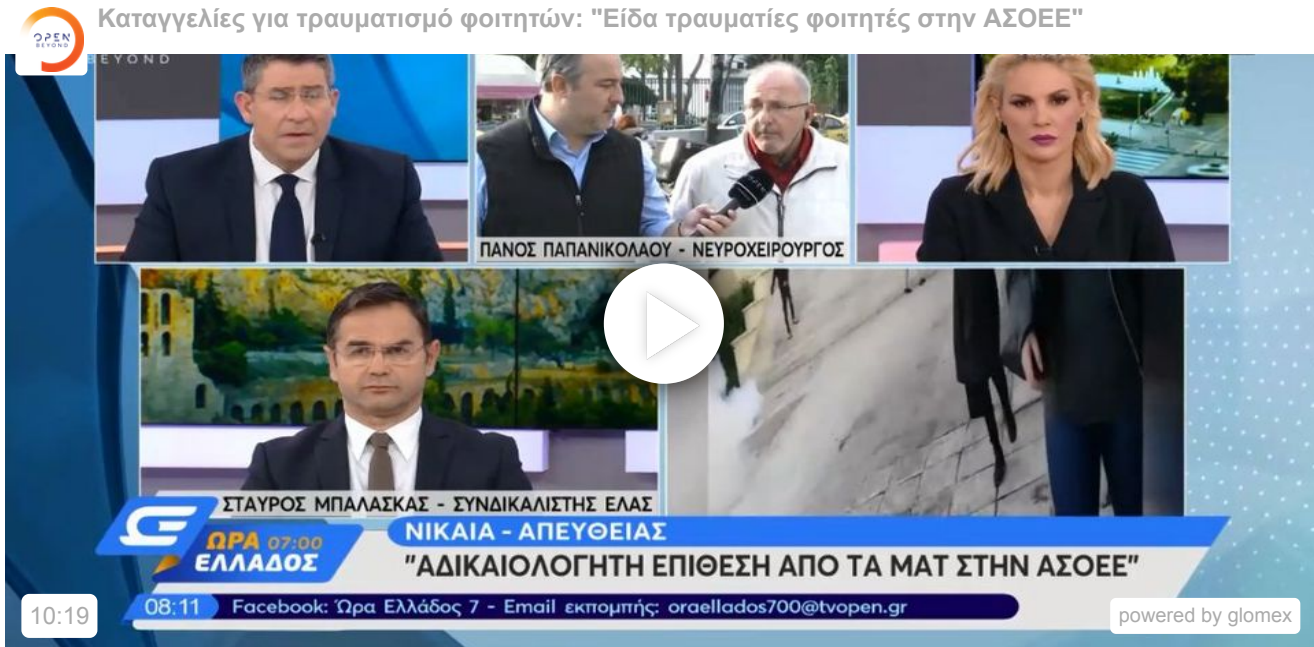 Καταγγελίες για τραυματισμό φοιτητών: "Είδα τραυματίες φοιτητές στην ΑΣΟΕΕ"
OPEN
BEYOND
BEYOND
ΠΑΝΟΣ ΠΑΠΑΝΙΚΟΛΑΟΥ - ΝΕΥΡΟΧΕΙΡΟΥΡΓΟΣ
ΣΤΑΥΡΟΣ ΜΠΑΛΑΣΚΑΣ - ΣΥΝΔΙΚΑΛΙΣΤΗΣ ΕΛΑΣ
ΝΙΚΑΙΑ - ΑΠΕΥΘΕΙΑΣ
ΩΡΑ 07:00
ΕΛΛΑΔΟΣ
"ΑΔΙΚΑΙΟΛΟΓΗΤΗ ΕΠΙΘΕΣΗ ΑΠΟ ΤΑ ΜΑΤ ΣΤΗΝ ΑΣΟΕΕ"
08:11 Facebook: Ώρα Ελλάδος 7 - Email εκπομπής: oraellados700@tvopen.gr
10:19
powered by glomex